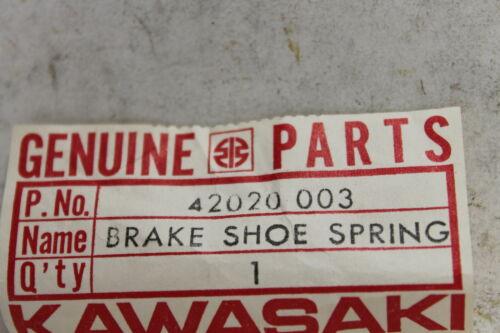 GENUINE PARTS
P. No. 42020 003
Name BRAKE SHOE SPRING
Q'ty 1
KAWASAKI